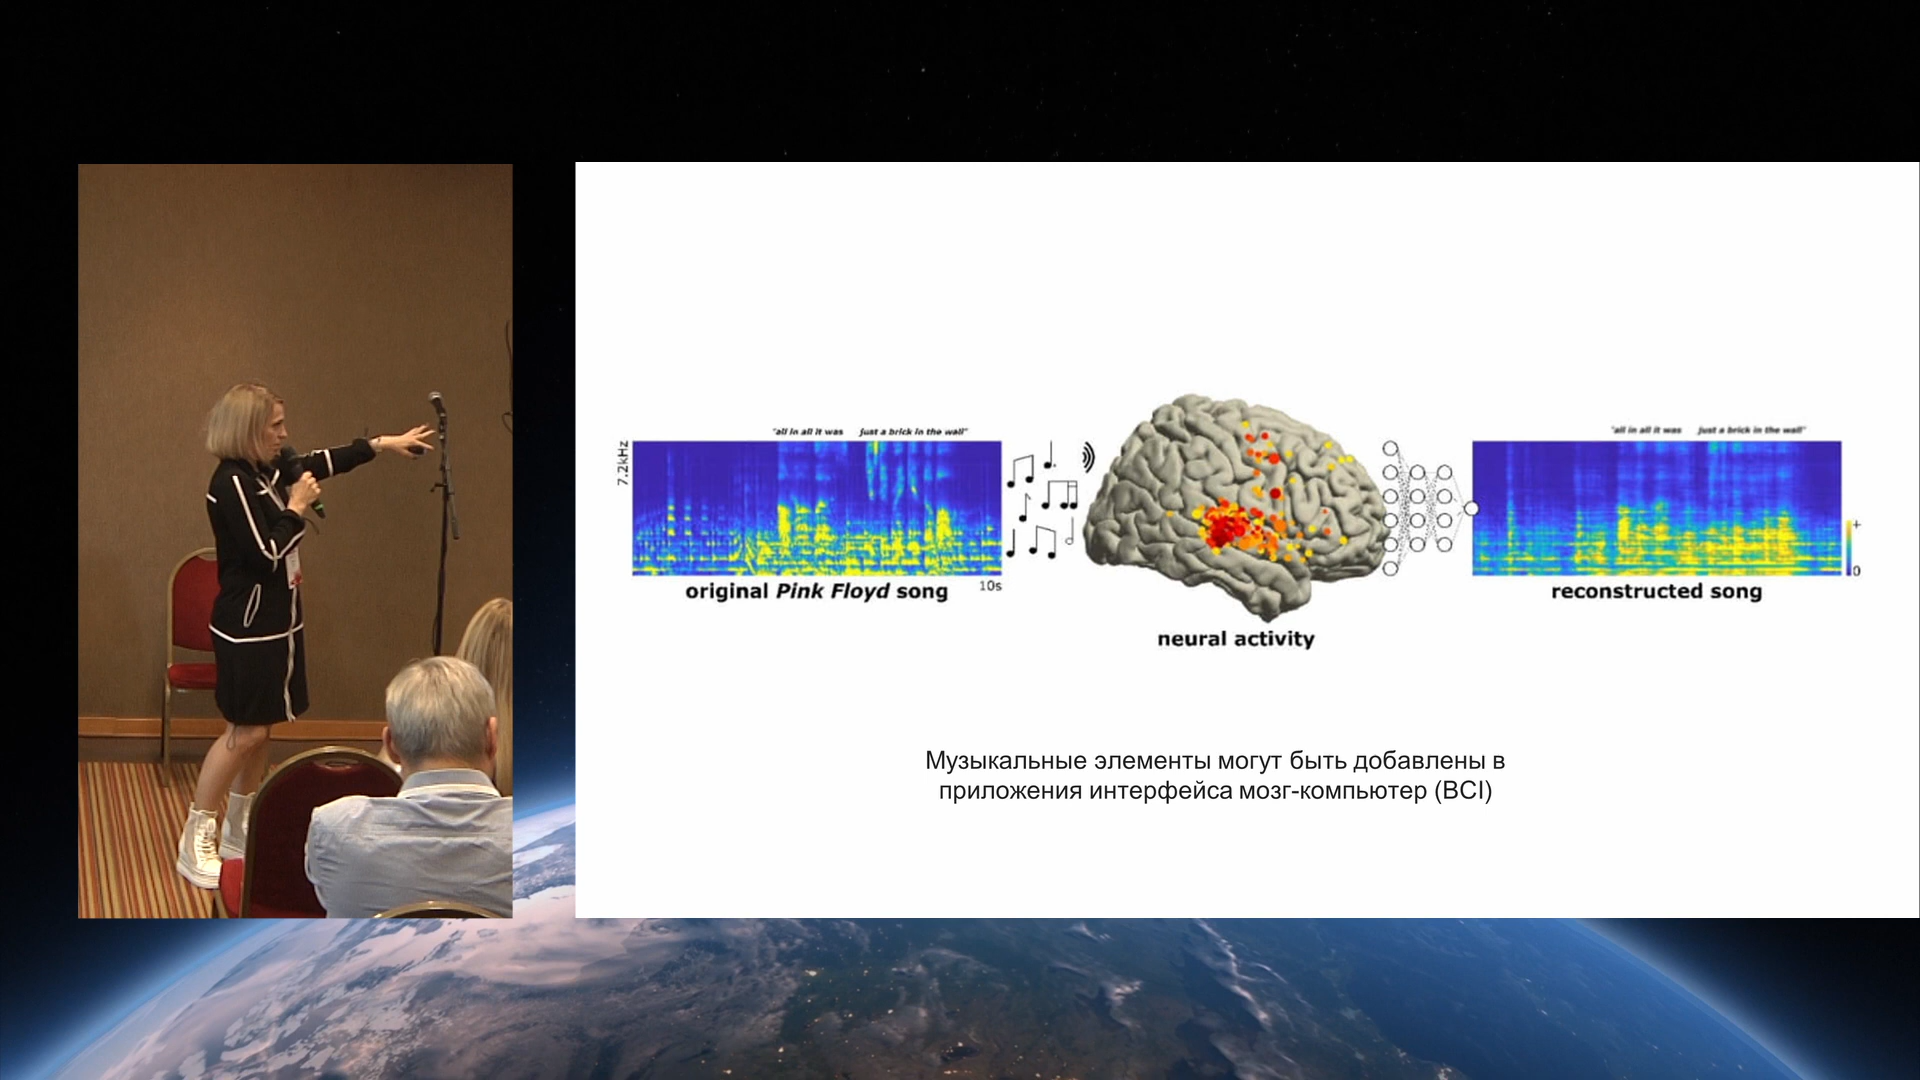 "all in all it was just a brick in the wall"
7.2kHz
original Pink Floyd song
10s
neural activity
"all in all it was just a brick in the wall"
+
0
reconstructed song
Музыкальные элементы могут быть добавлены в
приложения интерфейса мозг-компьютер (BCI)